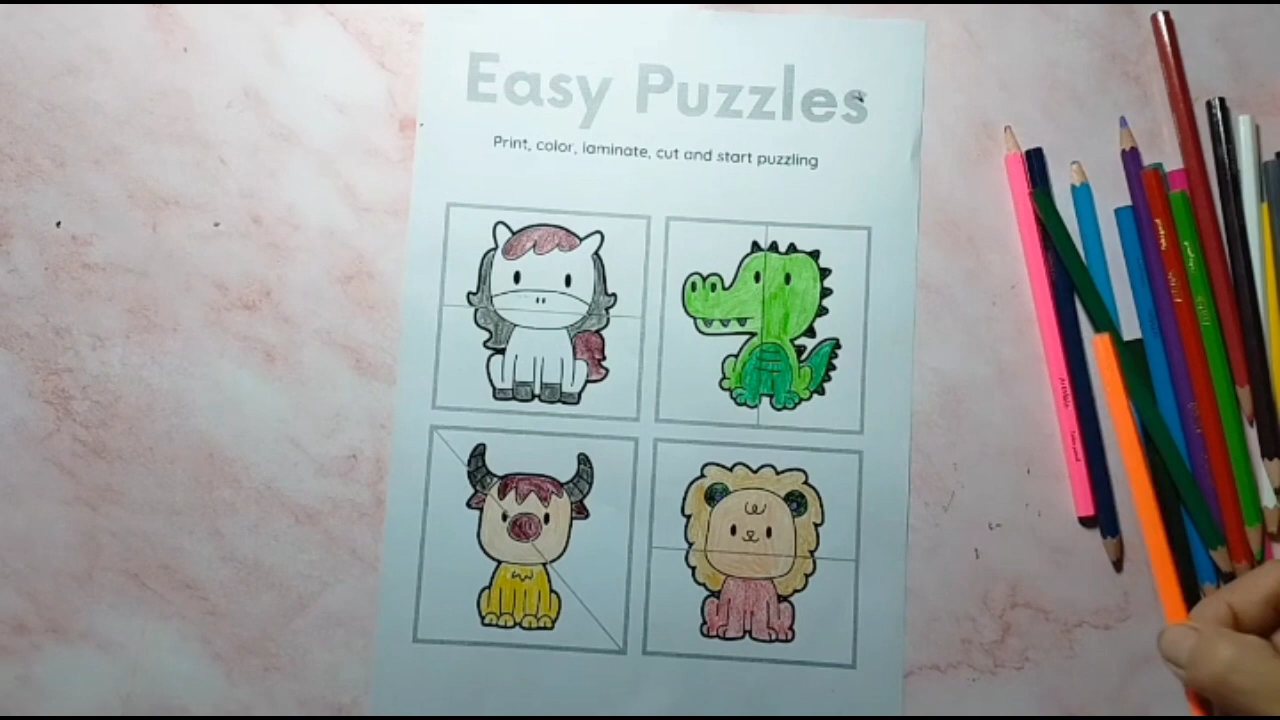 Easy Puzzles
Print, color, laminate, cut and start puzzling